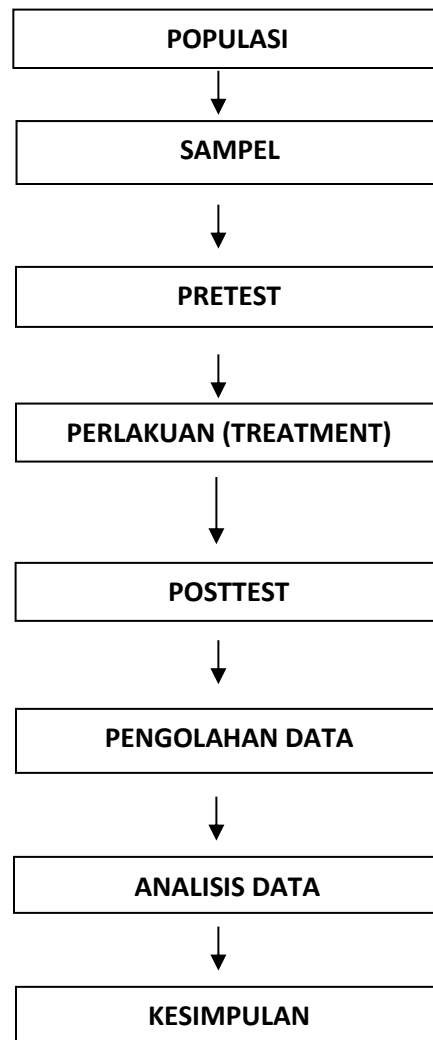 POPULASI
SAMPEL
PRETEST
PERLAKUAN (TREATMENT)
POSTTEST
PENGOLAHAN DATA
ANALISIS DATA
KESIMPULAN